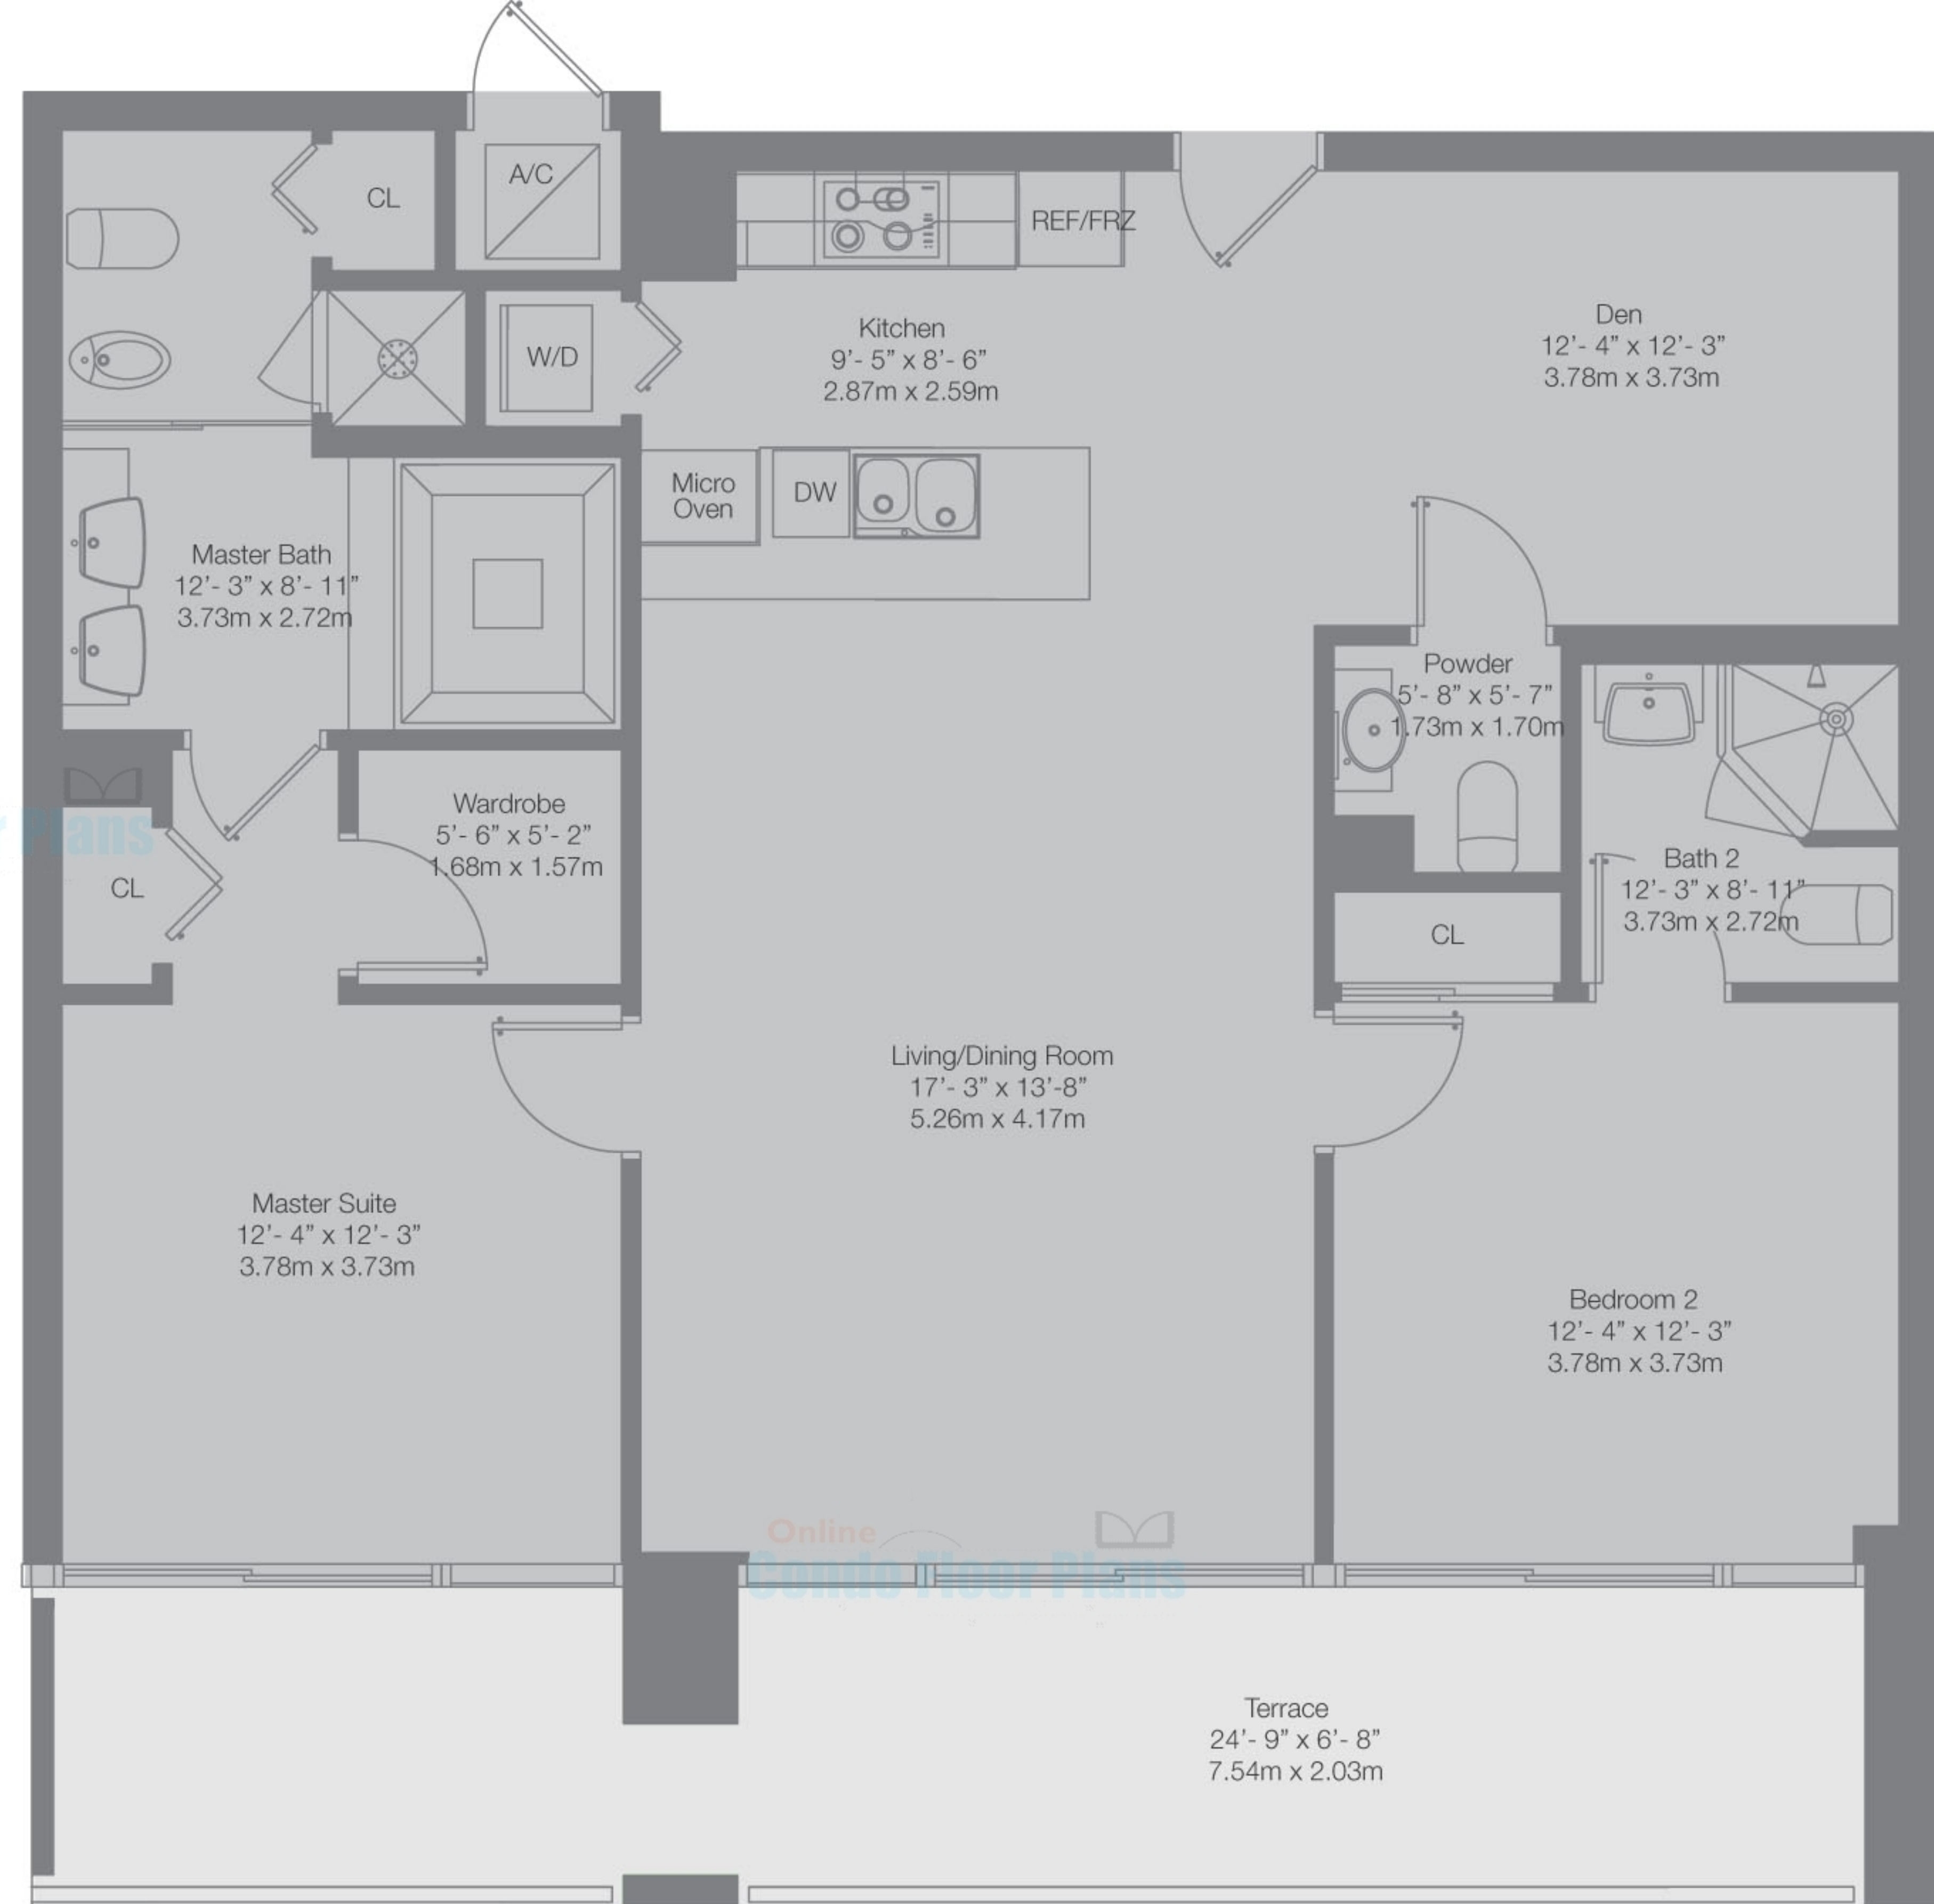 A/C
CL
REF/FRZ
Kitchen
9’- 5” x 8’- 6”
2.87m x 2.59m
Den
12’- 4” x 12’- 3”
3.78m x 3.73m
W/D
Micro
Oven
DW
Master Bath
12’- 3” x 8’- 11”
3.73m x 2.72m
Powder
5’- 8” x 5’- 7”
1.73m x 1.70m
Wardrobe
5’- 6” x 5’- 2”
1.68m x 1.57m
r Plans
CL
Bath 2
12’- 3” x 8’- 11”
3.73m x 2.72m
CL
Living/Dining Room
17’- 3” x 13’-8”
5.26m x 4.17m
Master Suite
12’- 4” x 12’- 3”
3.78m x 3.73m
Bedroom 2
12’- 4” x 12’- 3”
3.78m x 3.73m
Online
Condo Floor Plans
Terrace
24’- 9” x 6’- 8”
7.54m x 2.03m